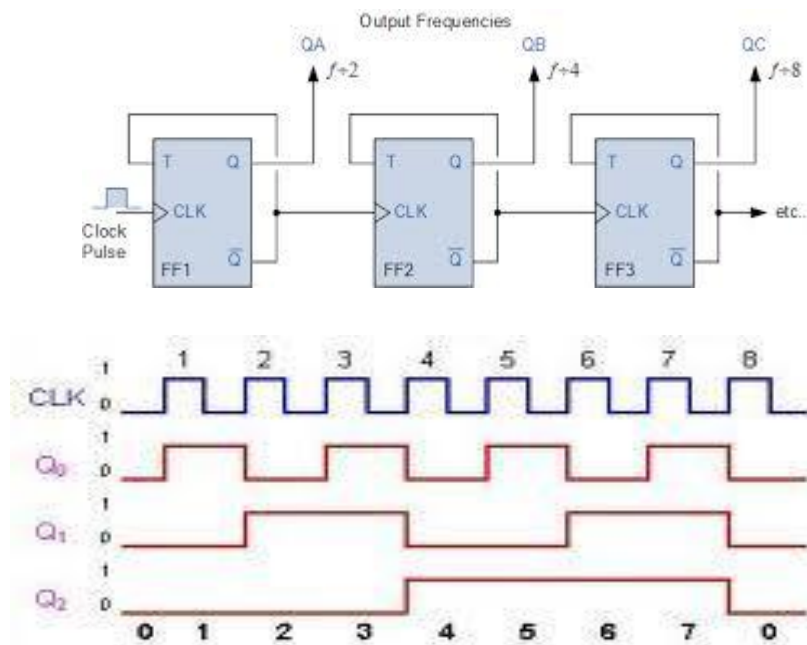 Output Frequencies
QA QB QC
f÷2 f÷4 f÷8
T Q T Q T Q
CLK CLK CLK etc..
Clock
Pulse
Q̅ Q̅ Q̅
FF1 FF2 FF3
1 2 3 4 5 6 7 8
1
CLK
0
1
Q₀
0
1
Q₁
0
1
Q₂
0
0 1 2 3 4 5 6 7 0